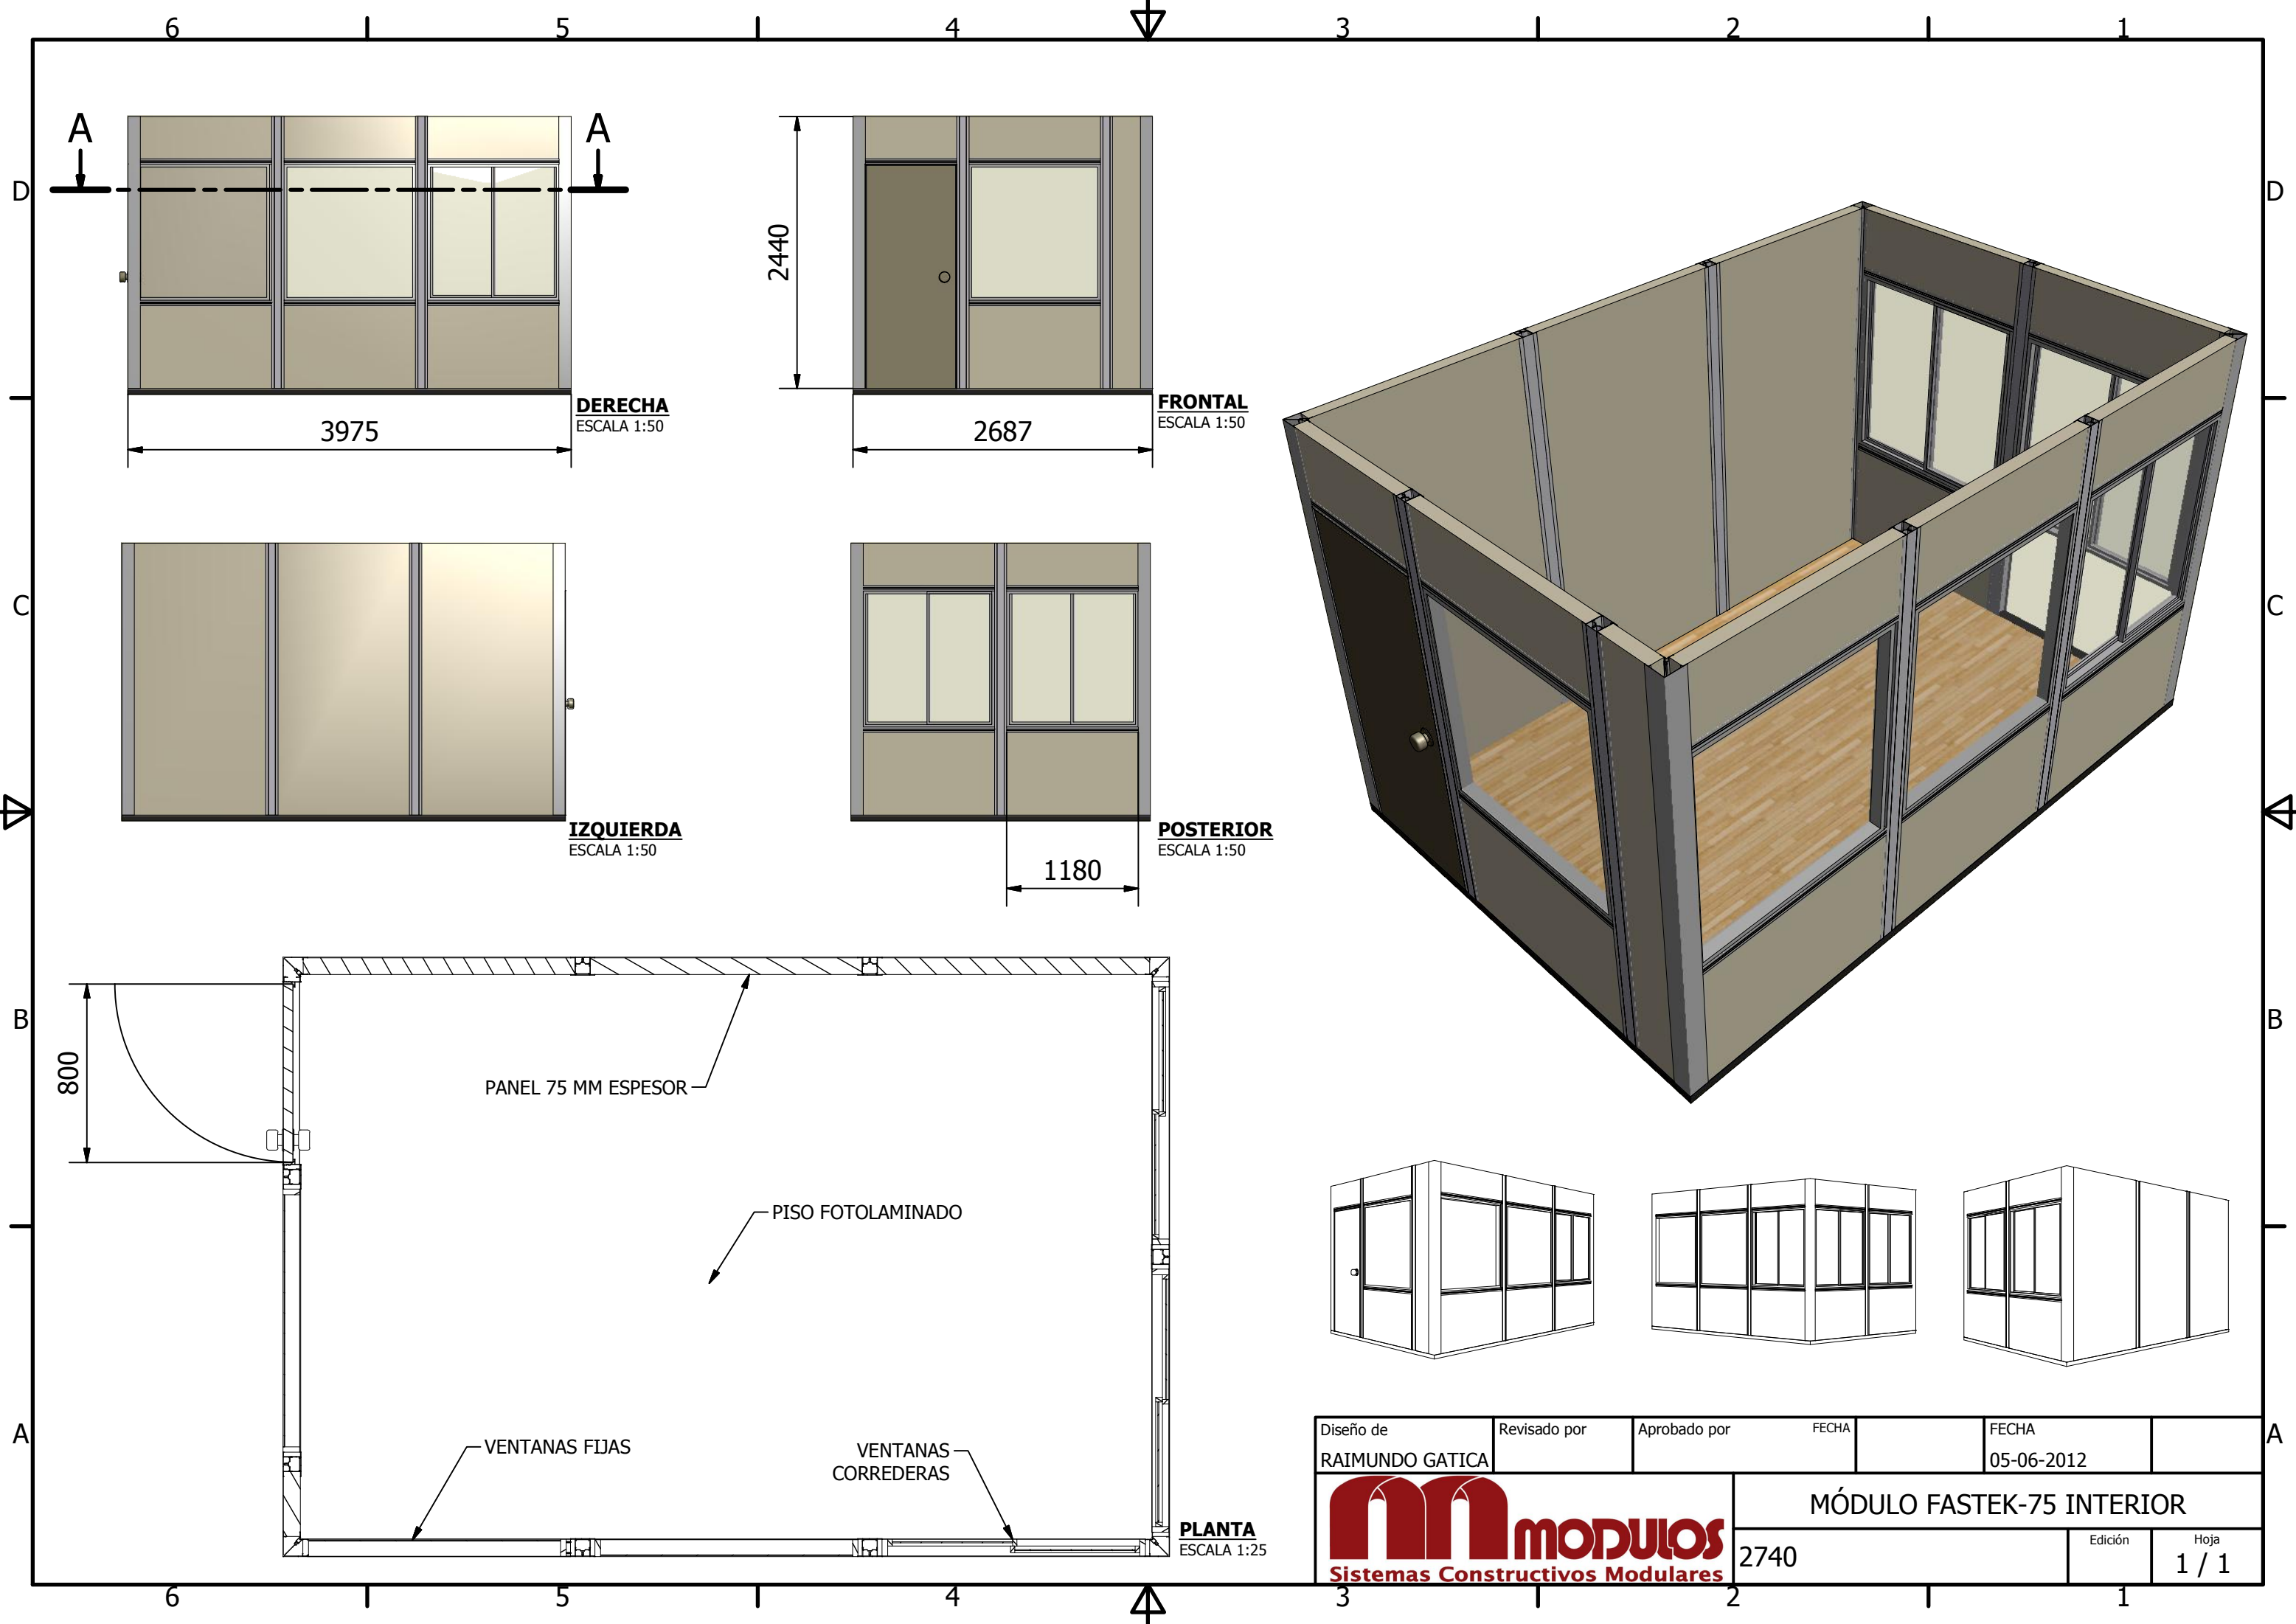 6 5 4 3 2 1
D D
C C
B B
A A
A A
3975
DERECHA
ESCALA 1:50
2440
2687
FRONTAL
ESCALA 1:50
IZQUIERDA
ESCALA 1:50
1180
POSTERIOR
ESCALA 1:50
800
PANEL 75 MM ESPESOR
PISO FOTOLAMINADO
VENTANAS FIJAS
VENTANAS
CORREDERAS
PLANTA
ESCALA 1:25
Diseño de
RAIMUNDO GATICA
Revisado por
Aprobado por
FECHA
FECHA
05-06-2012
MODULOS
Sistemas Constructivos Modulares
MÓDULO FASTEK-75 INTERIOR
2740
Edición
Hoja
1 / 1
6 5 4 3 2 1